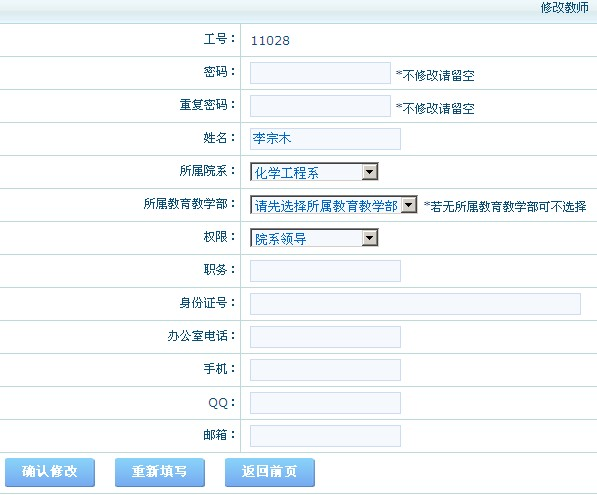 修改教师
工号： 11028
密码： *不修改请留空
重复密码： *不修改请留空
姓名： 李宗木
所属院系： 化学工程系
所属教育教学部： 请先选择所属教育教学部 *若无所属教育教学部可不选择
权限： 院系领导
职务：
身份证号：
办公室电话：
手机：
QQ：
邮箱：
确认修改 重新填写 返回前页